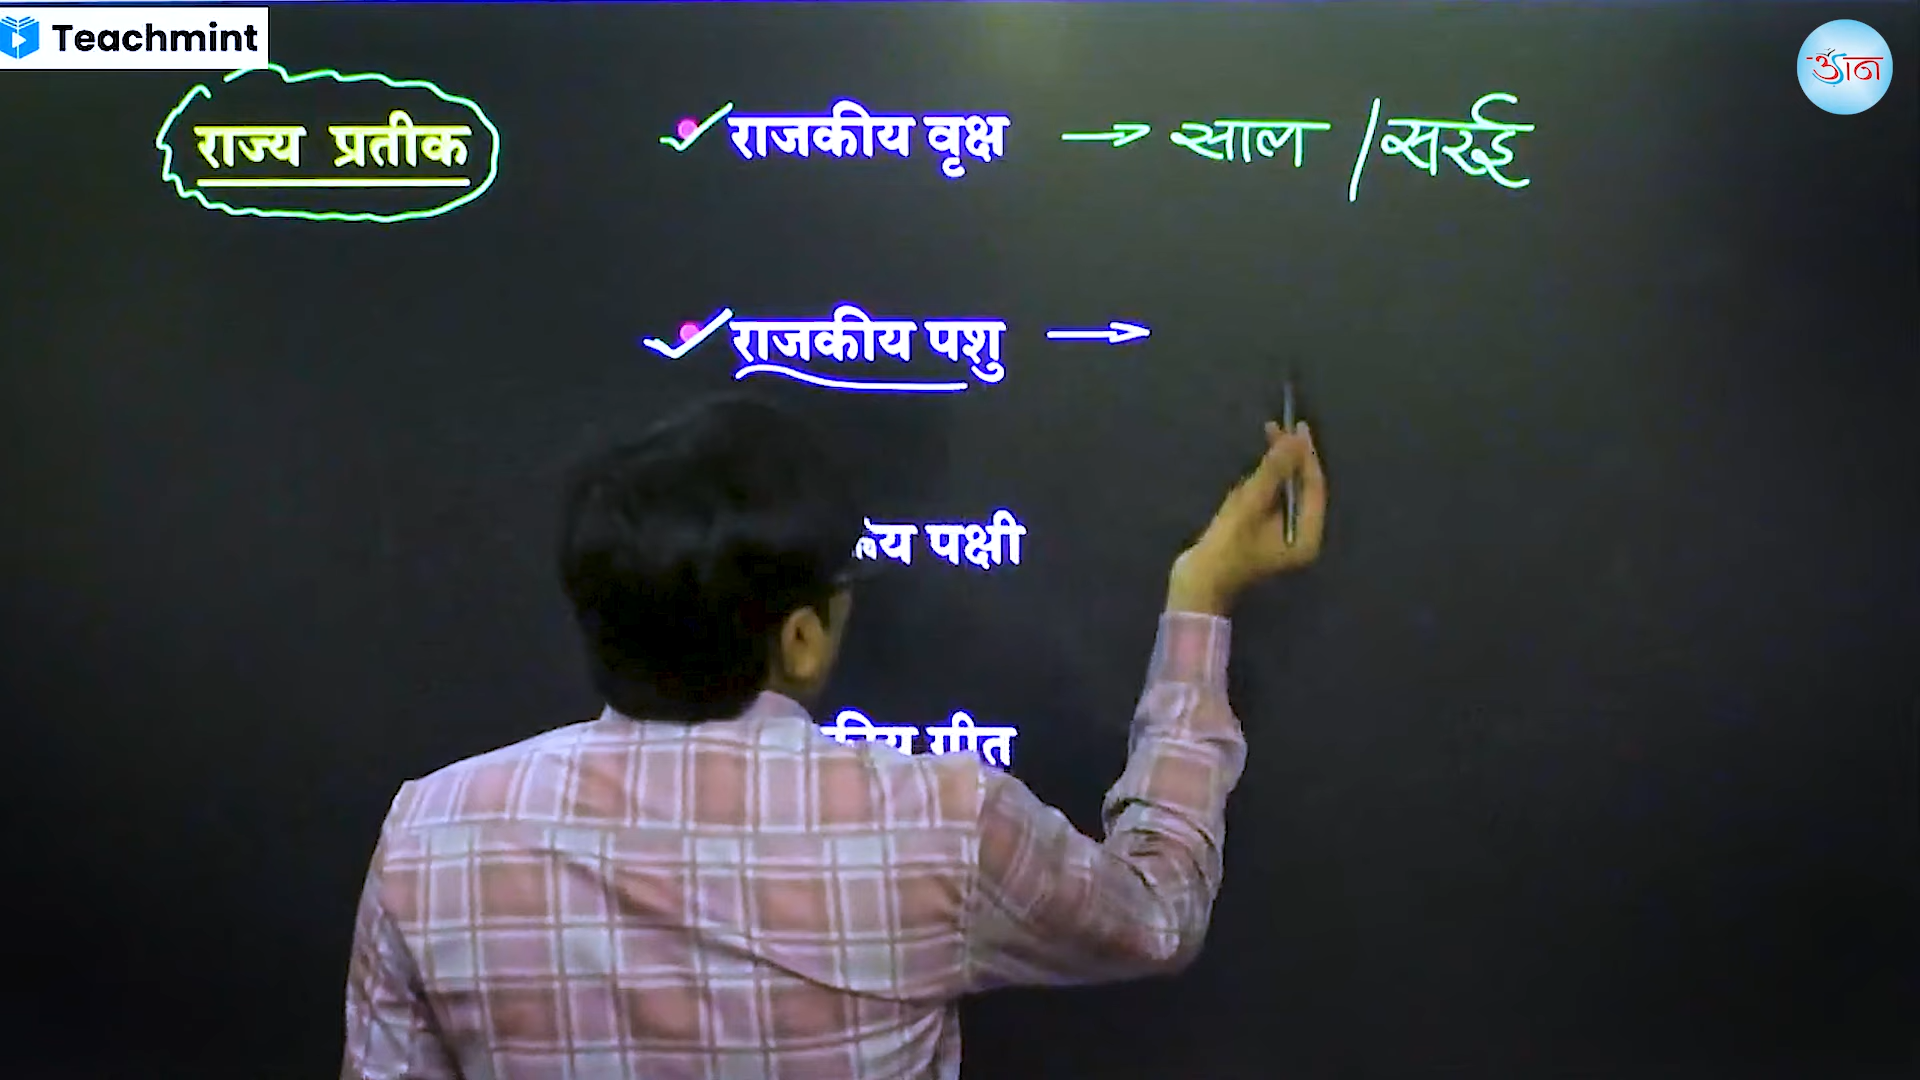 Teachmint
ज्ञान
राज्य प्रतीक
राजकीय वृक्ष → साल / सरई
राजकीय पशु →
पक्षी
गीत